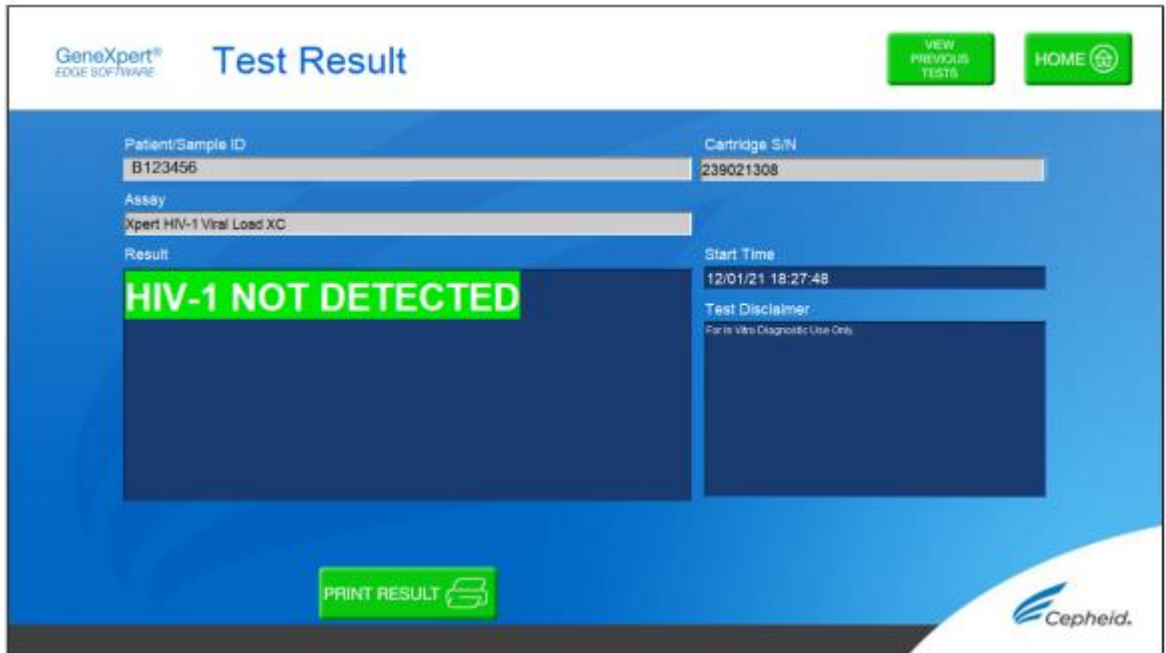 GeneXpert®
EDGE SOFTWARE
Test Result
VIEW
PREVIOUS
TESTS
HOME
Patient/Sample ID
B123456
Cartridge S/N
239021308
Assay
Xpert HIV-1 Viral Load XC
Result
HIV-1 NOT DETECTED
Start Time
12/01/21 18:27:48
Test Disclaimer
For In Vitro Diagnostic Use Only.
PRINT RESULT
Cepheid.